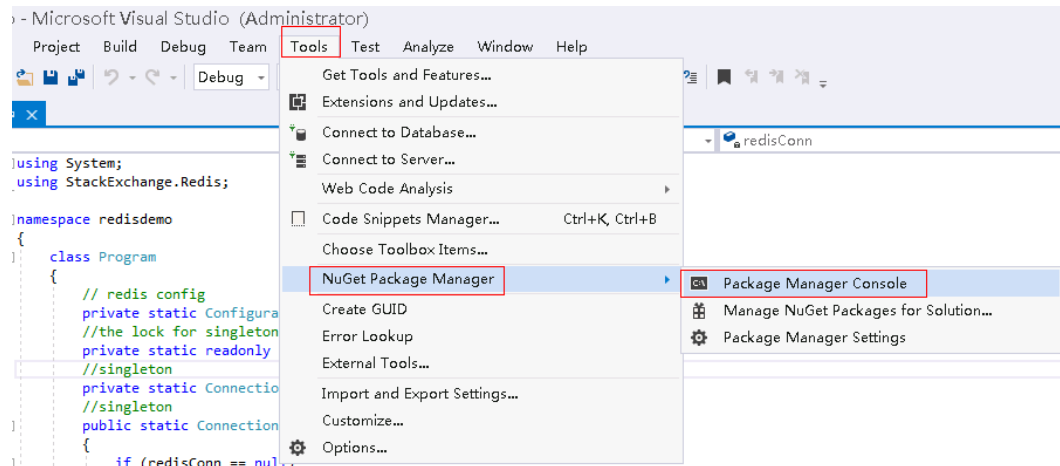 - Microsoft Visual Studio (Administrator)
Project Build Debug Team Tools Test Analyze Window Help
Debug
Get Tools and Features...
Extensions and Updates...
Connect to Database...
Connect to Server...
Web Code Analysis
Code Snippets Manager... Ctrl+K, Ctrl+B
Choose Toolbox Items...
NuGet Package Manager
Create GUID
Error Lookup
External Tools...
Import and Export Settings...
Customize...
Options...
Package Manager Console
Manage NuGet Packages for Solution...
Package Manager Settings
redisConn
using System;
using StackExchange.Redis;
namespace redisdemo
{
class Program
{
// redis config
private static Configura
//the lock for singleton
private static readonly
//singleton
private static Connectio
//singleton
public static Connection
{
if (redisConn == null)